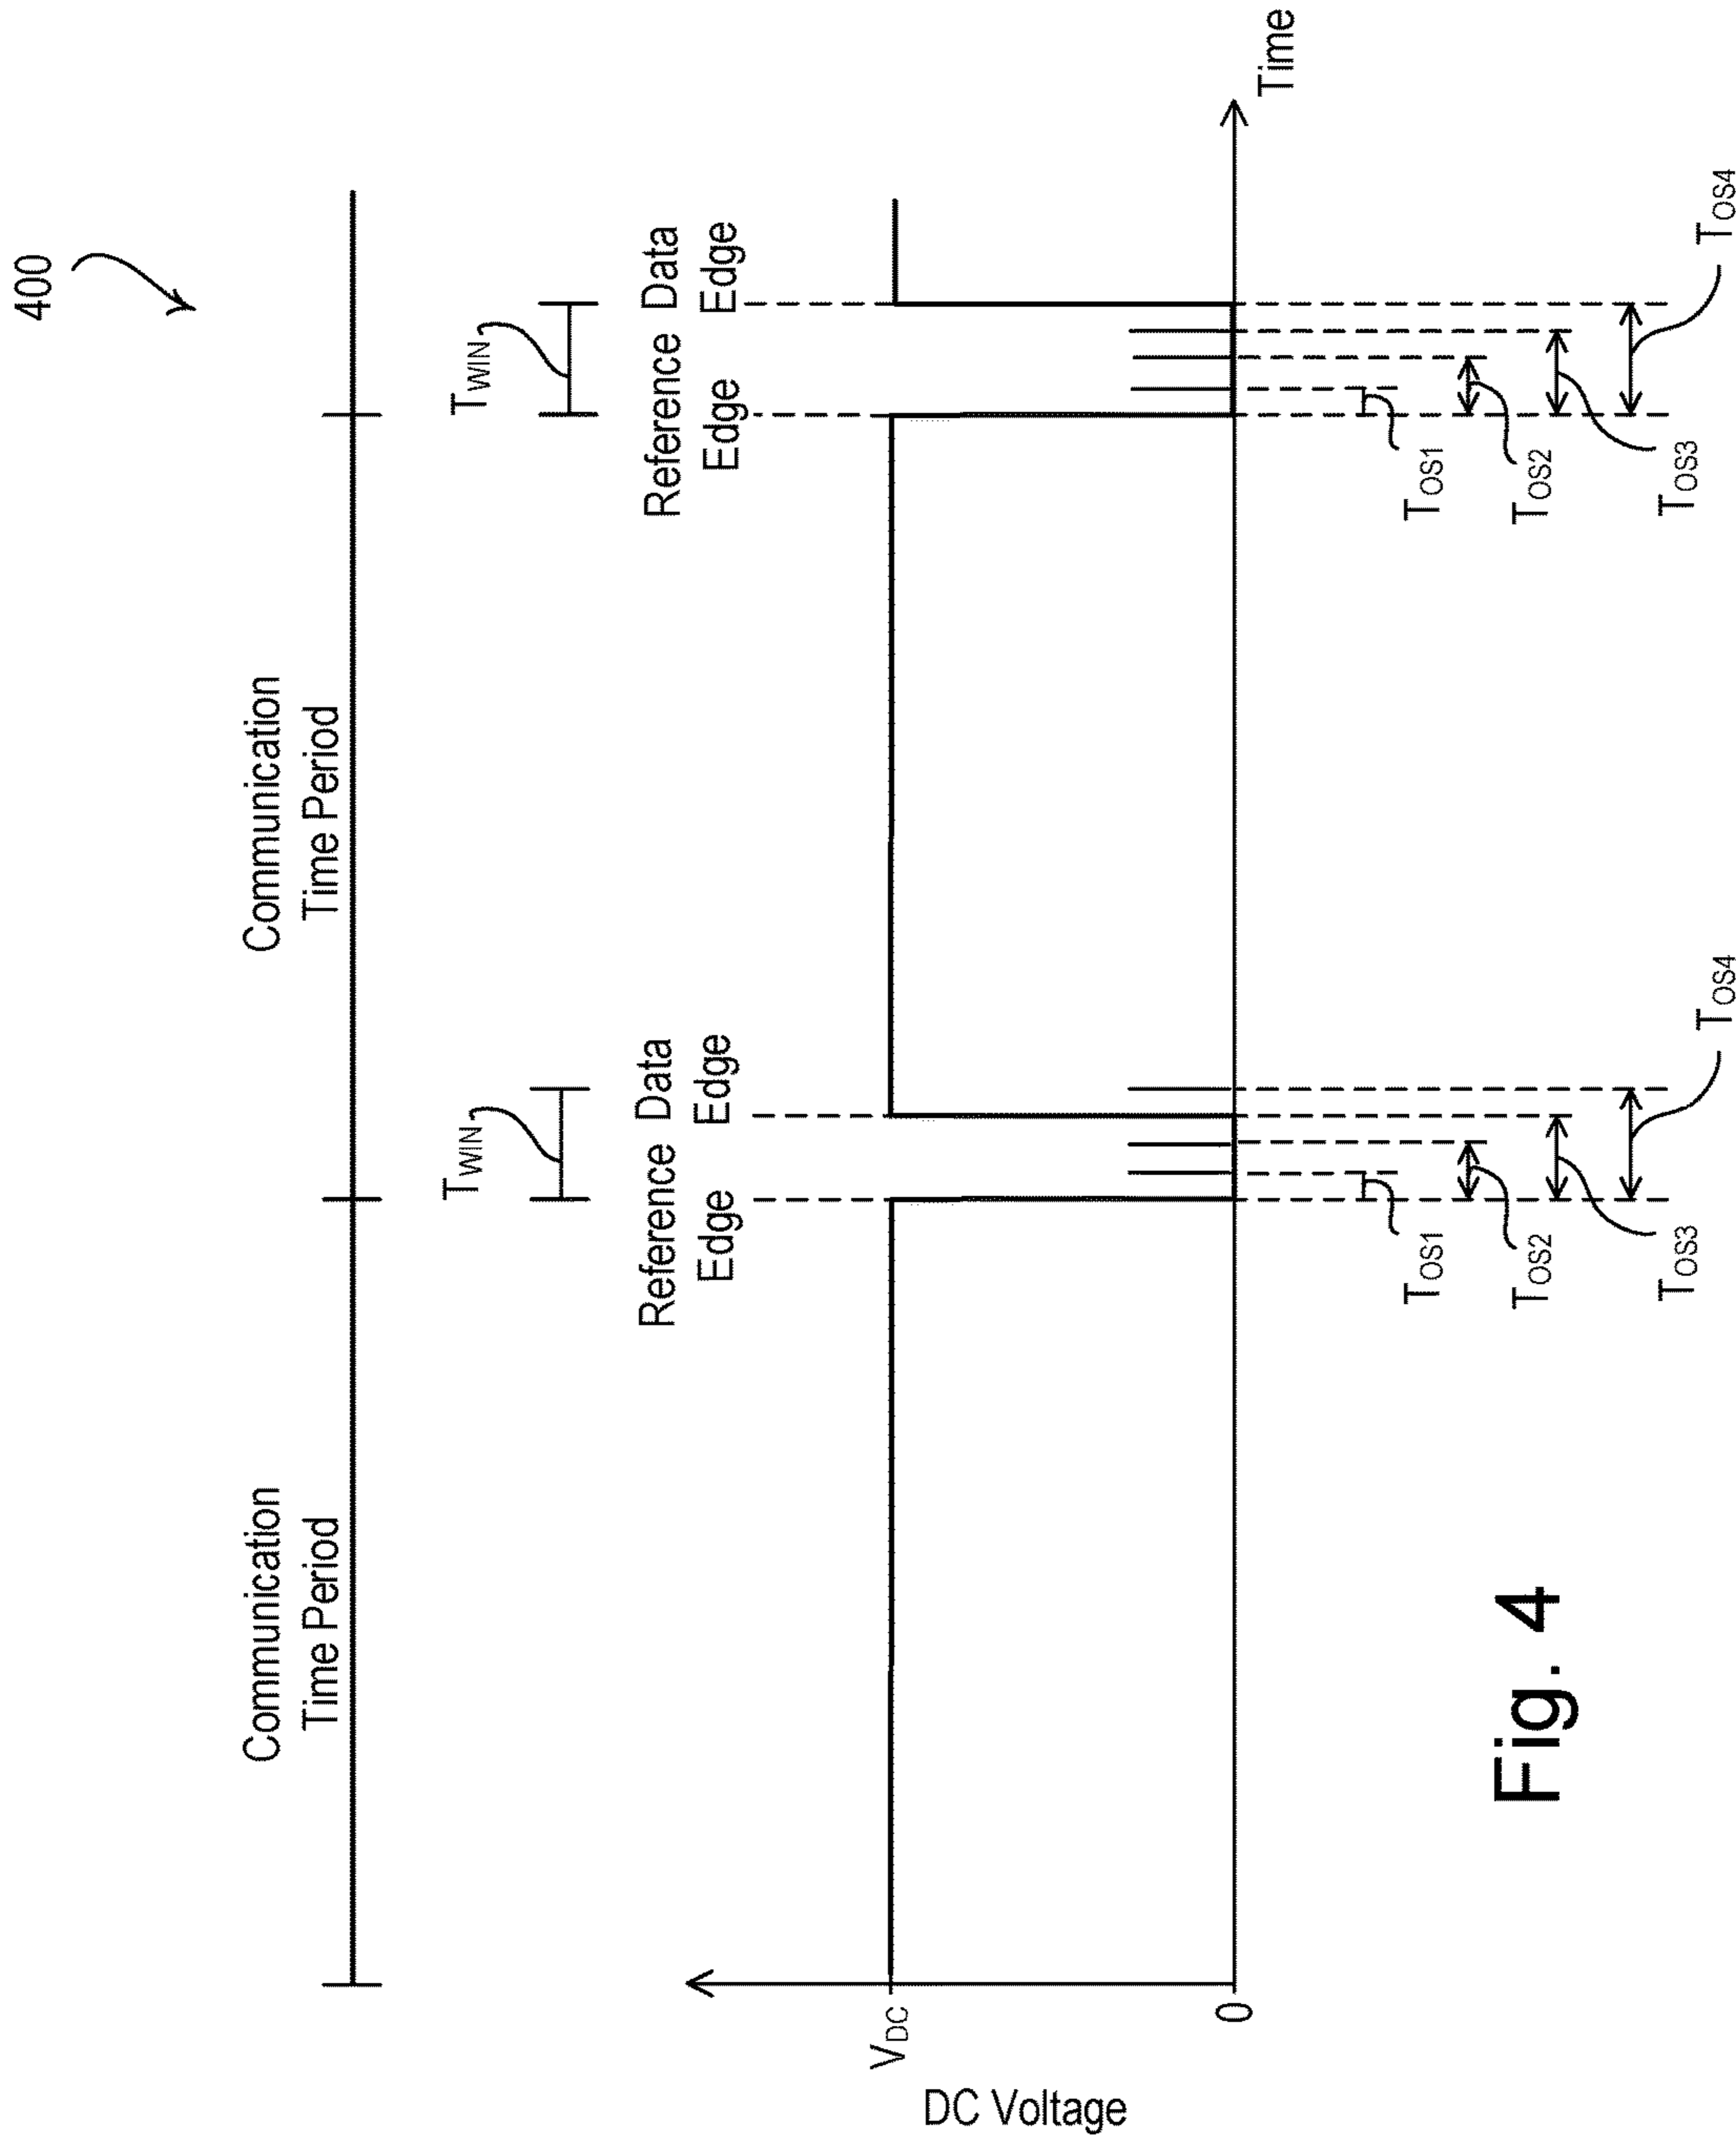 400
Communication
Time Period
Communication
Time Period
T_WIN
T_WIN
Reference Data
Edge Edge
Reference Data
Edge Edge
V_DC
DC Voltage
0
Time
T_OS1
T_OS2
T_OS3
T_OS4
T_OS1
T_OS2
T_OS3
T_OS4
Fig. 4